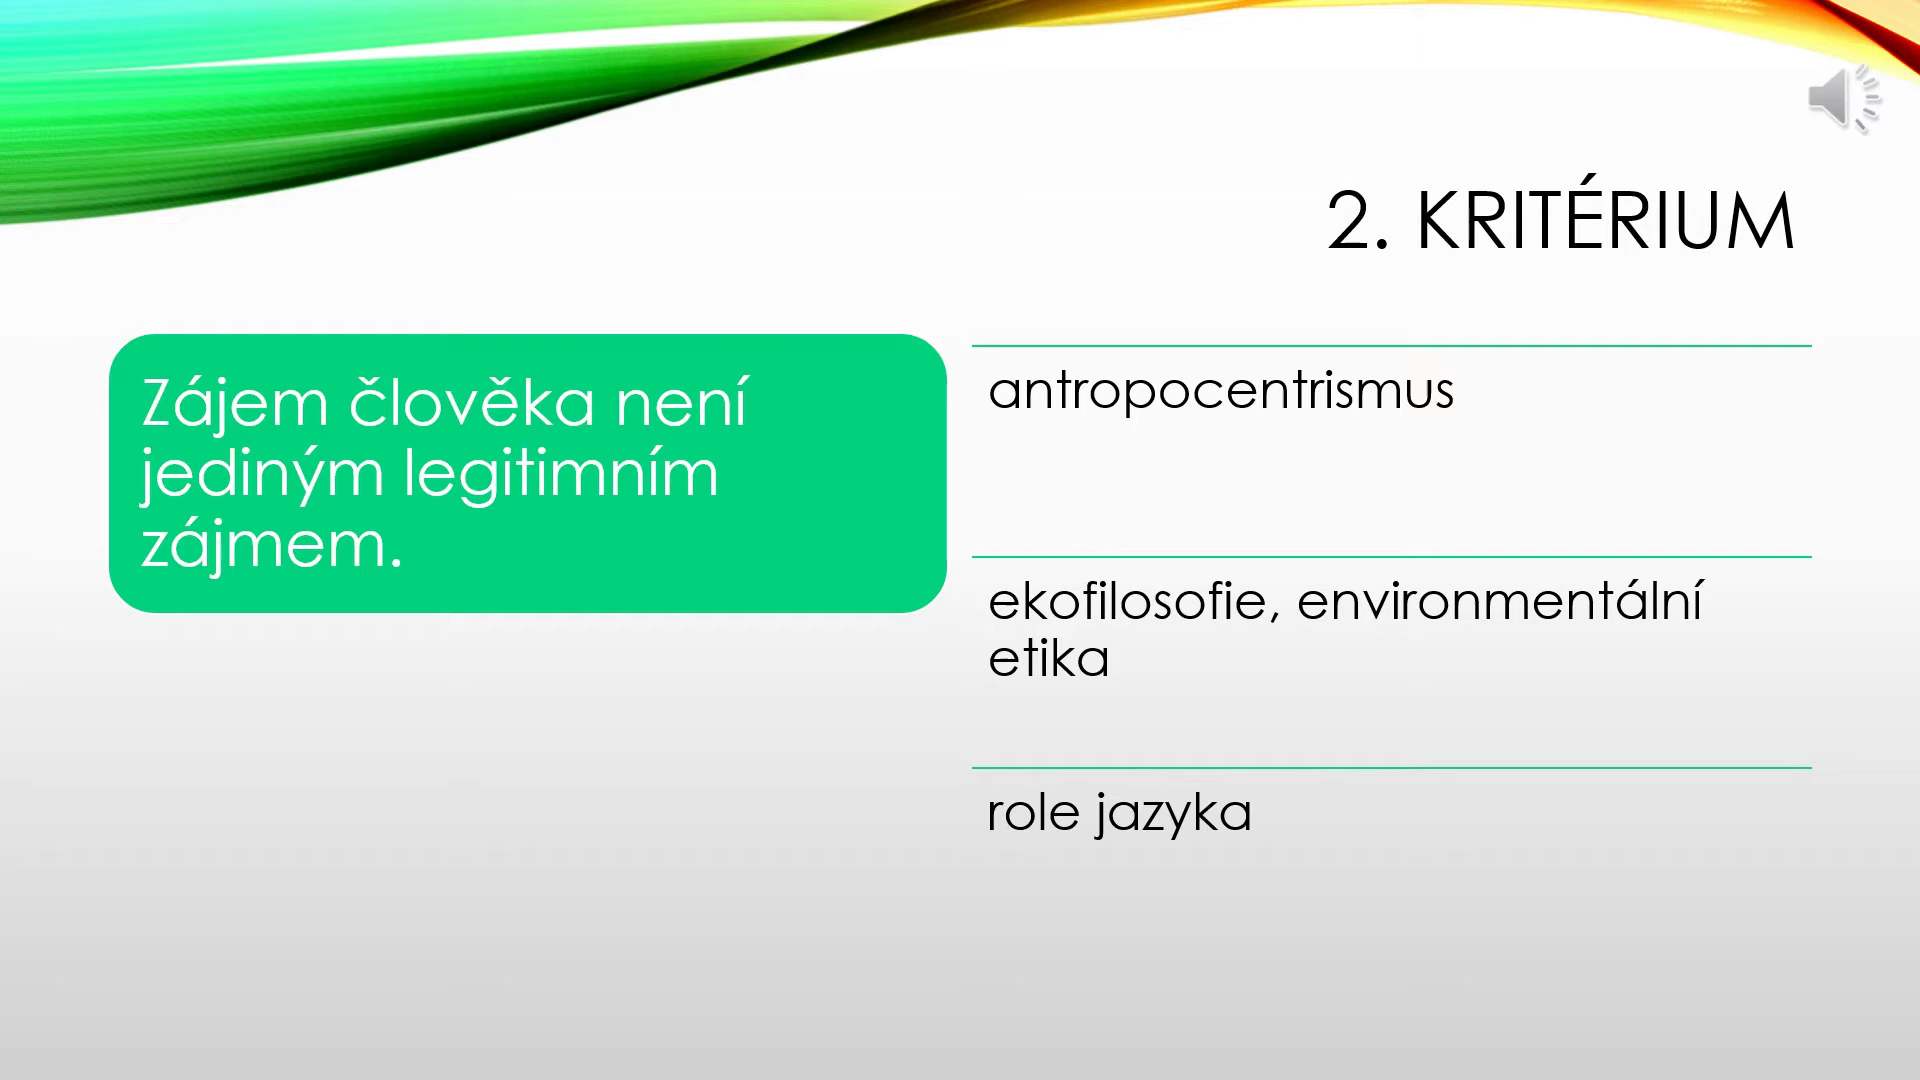 2. KRITÉRIUM
Zájem člověka není
jediným legitimním
zájmem.
antropocentrismus
ekofilosofie, environmentální
etika
role jazyka